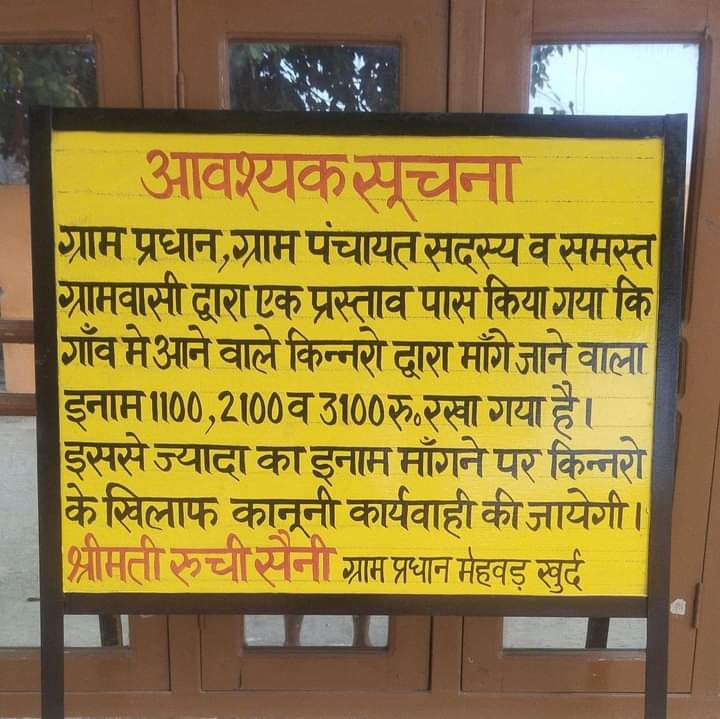 आवश्यक सूचना
ग्राम प्रधान,ग्राम पंचायत सदस्य व समस्त
ग्रामवासी द्वारा एक प्रस्ताव पास किया गया कि
गाँव मे आने वाले किन्नरो द्वारा माँगे जाने वाला
इनाम 1100,2100 व 3100 रु॰ रखा गया है।
इससे ज्यादा का इनाम माँगने पर किन्नरो
के खिलाफ कानूनी कार्यवाही की जायेगी।
श्रीमती रुची सैनी ग्राम प्रधान मेहवड़ खुर्द